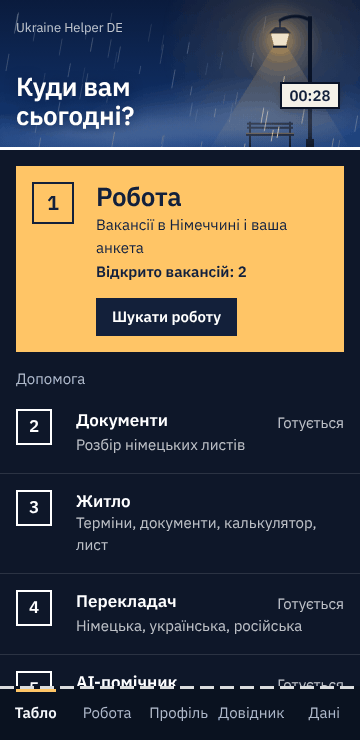 Ukraine Helper DE
Куди вам
сьогодні?
00:28
1
Робота
Вакансії в Німеччині і ваша
анкета
Відкрито вакансій: 2
Шукати роботу
Допомога
2
Документи
Готується
Розбір німецьких листів
3
Житло
Терміни, документи, калькулятор,
лист
4
Перекладач
Готується
Німецька, українська, російська
5
AI-помічник
Готується
Табло
Робота
Профіль
Довідник
Дані